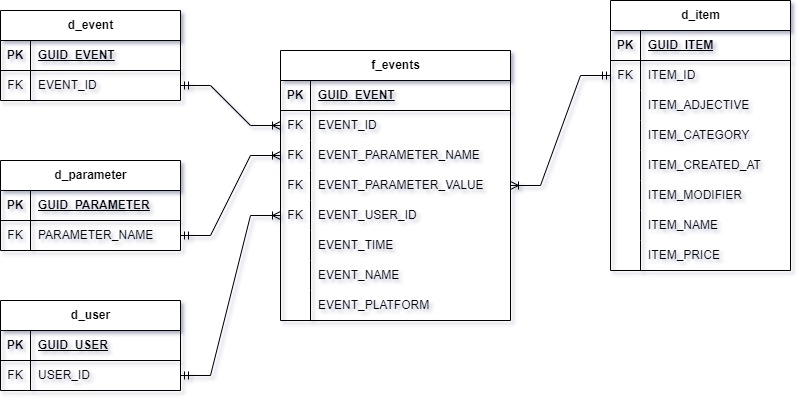 d_event
PK GUID_EVENT
FK EVENT_ID
d_parameter
PK GUID_PARAMETER
FK PARAMETER_NAME
d_user
PK GUID_USER
FK USER_ID
f_events
PK GUID_EVENT
FK EVENT_ID
FK EVENT_PARAMETER_NAME
FK EVENT_PARAMETER_VALUE
FK EVENT_USER_ID
EVENT_TIME
EVENT_NAME
EVENT_PLATFORM
d_item
PK GUID_ITEM
FK ITEM_ID
ITEM_ADJECTIVE
ITEM_CATEGORY
ITEM_CREATED_AT
ITEM_MODIFIER
ITEM_NAME
ITEM_PRICE